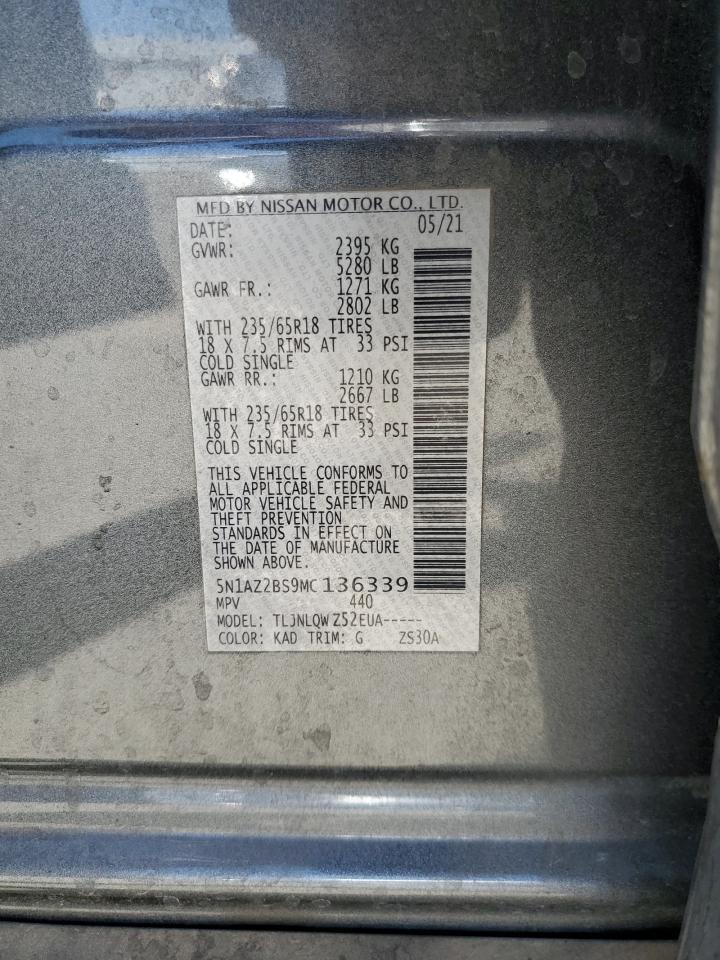 MFD BY NISSAN MOTOR CO., LTD.
DATE: 05/21
GVWR: 2395 KG
5280 LB
GAWR FR.: 1271 KG
2802 LB
WITH 235/65R18 TIRES
18 X 7.5 RIMS AT 33 PSI
COLD SINGLE
GAWR RR.: 1210 KG
2667 LB
WITH 235/65R18 TIRES
18 X 7.5 RIMS AT 33 PSI
COLD SINGLE
THIS VEHICLE CONFORMS TO
ALL APPLICABLE FEDERAL
MOTOR VEHICLE SAFETY AND
THEFT PREVENTION
STANDARDS IN EFFECT ON
THE DATE OF MANUFACTURE
SHOWN ABOVE.
5N1AZ2BS9MC136339
MPV 440
MODEL: TLJNLQW Z52EUA-----
COLOR: KAD TRIM: G ZS30A